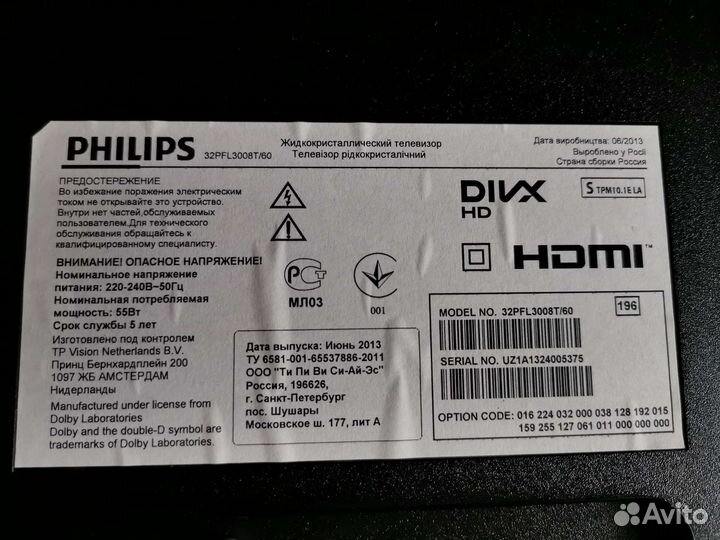 PHILIPS 32PFL3008T/60
Жидкокристаллический телевизор
Телевізор рідкокристалічний
Дата виробництва: 06/2013
Вироблено у Росії
Страна сборки Россия
ПРЕДОСТЕРЕЖЕНИЕ
Во избежание поражения электрическим
током не открывайте это устройство.
Внутри нет частей,обслуживаемых
пользователем.Для технического
обслуживания обращайтесь к
квалифицированному специалисту.
ВНИМАНИЕ! ОПАСНОЕ НАПРЯЖЕНИЕ!
Номинальное напряжение
питания: 220-240В~50Гц
Номинальная потребляемая
мощность: 55Вт
Срок службы 5 лет
Изготовлено под контролем
TP Vision Netherlands B.V.
Принц Бернхардплейн 200
1097 ЖБ АМСТЕРДАМ
Нидерланды
Manufactured under license from
Dolby Laboratories.
Dolby and the double-D symbol are
trademarks of Dolby Laboratories.
РСТ
МЛ03
001
Дата выпуска: Июнь 2013
ТУ 6581-001-65537886-2011
ООО "Ти Пи Ви Си-Ай-Эс"
Россия, 196626,
г. Санкт-Петербург
пос. Шушары
Московское ш. 177, лит А
DIVX
HD
S TPM10.1E LA
HDMI™
MODEL NO. 32PFL3008T/60
196
SERIAL NO. UZ1A1324005375
OPTION CODE: 016 224 032 000 038 128 192 015
159 255 127 061 011 000 000 000
Avito